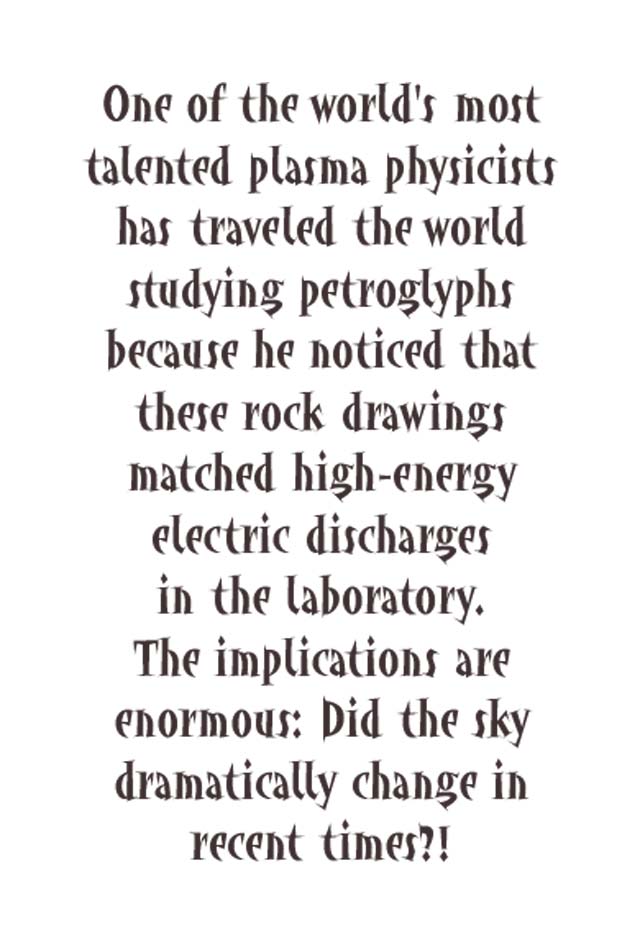 One of the world's most
talented plasma physicists
has traveled the world
studying petroglyphs
because he noticed that
these rock drawings
matched high-energy
electric discharges
in the laboratory.
The implications are
enormous: Did the sky
dramatically change in
recent times?!